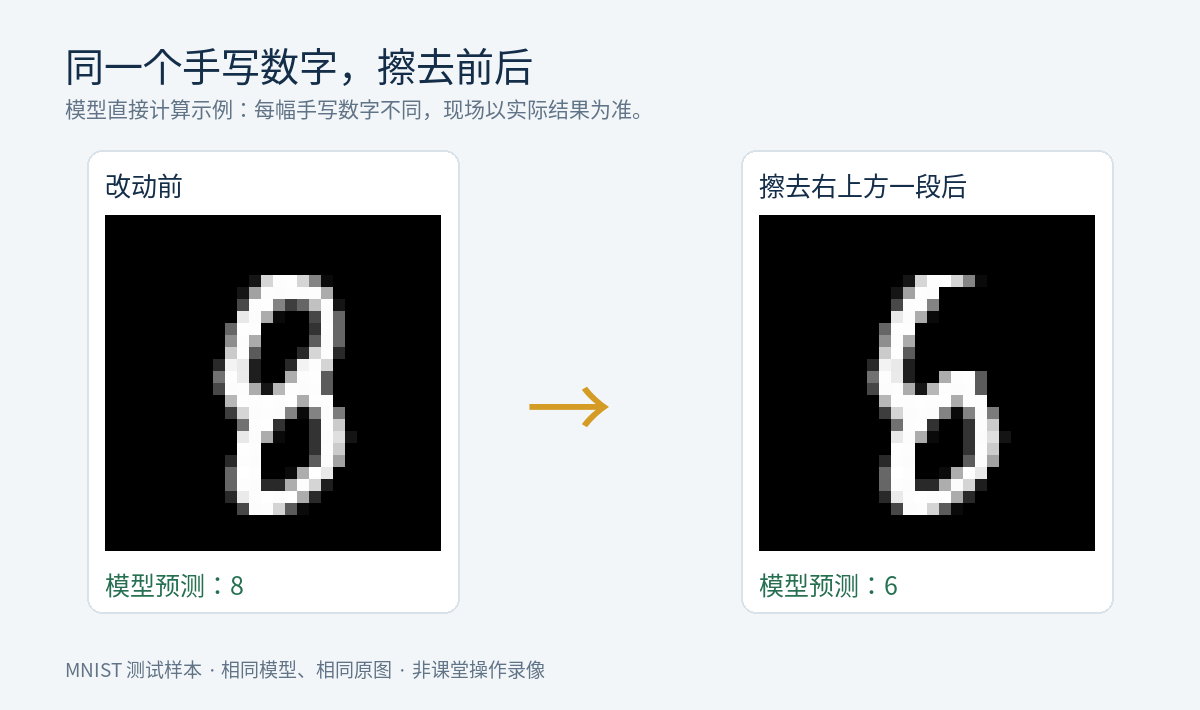 同一个手写数字，擦去前后
模型直接计算示例：每幅手写数字不同，现场以实际结果为准。
改动前
擦去右上方一段后
模型预测：8
模型预测：6
MNIST 测试样本 · 相同模型、相同原图 · 非课堂操作录像